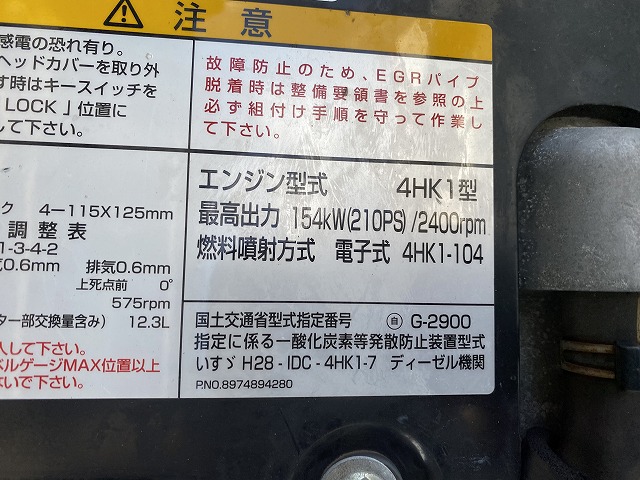 注意
感電の恐れ有り。
ヘッドカバーを取り外
す時はキースイッチを
LOCK」位置に
して下さい。
故障防止のため、EGRパイプ
脱着時は整備要領書を参照の上
必ず組付け手順を守って作業し
て下さい。
ク 4-115X125mm
調整表
1-3-4-2
0.6mm 排気0.6mm
上死点前 0°
575rpm
ター部交換量含み) 12.3L
入して下さい。
ベルゲージMAX位置以上
ないで下さい。
エンジン型式 4HK1型
最高出力 154kW(210PS)/2400rpm
燃料噴射方式 電子式 4HK1-104
国土交通省型式指定番号 自 G-2900
指定に係る一酸化炭素等発散防止装置型式
いすゞ H28-IDC-4HK1-7 ディーゼル機関
P.NO.8974894280